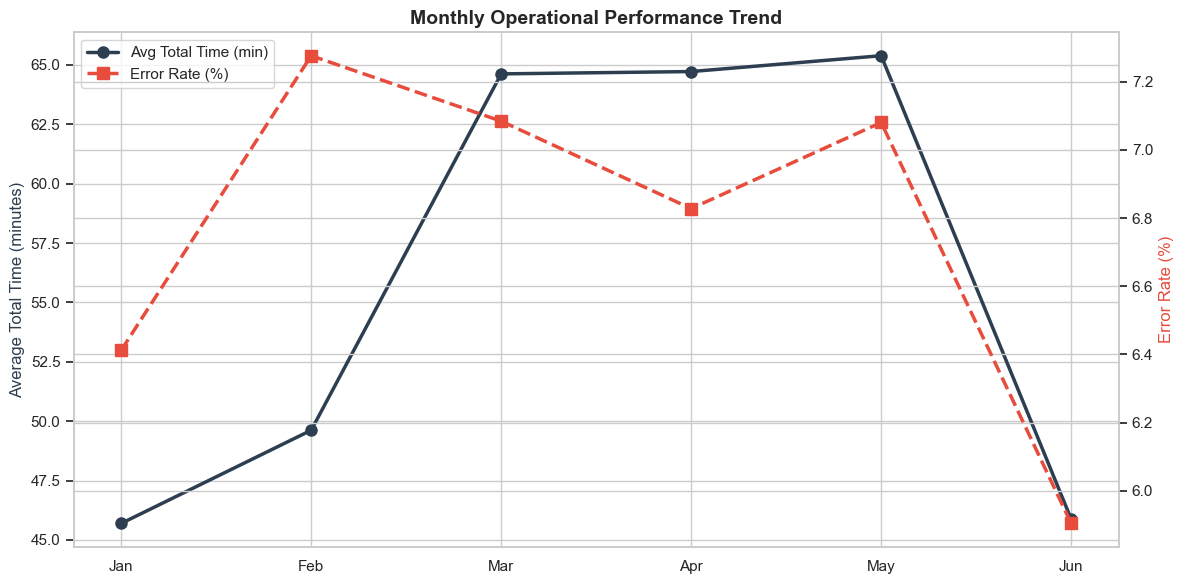 Monthly Operational Performance Trend
Avg Total Time (min)
Error Rate (%)
Average Total Time (minutes)
65.0
62.5
60.0
57.5
55.0
52.5
50.0
47.5
45.0
7.2
7.0
6.8
6.6
6.4
6.2
6.0
Error Rate (%)
Jan Feb Mar Apr May Jun